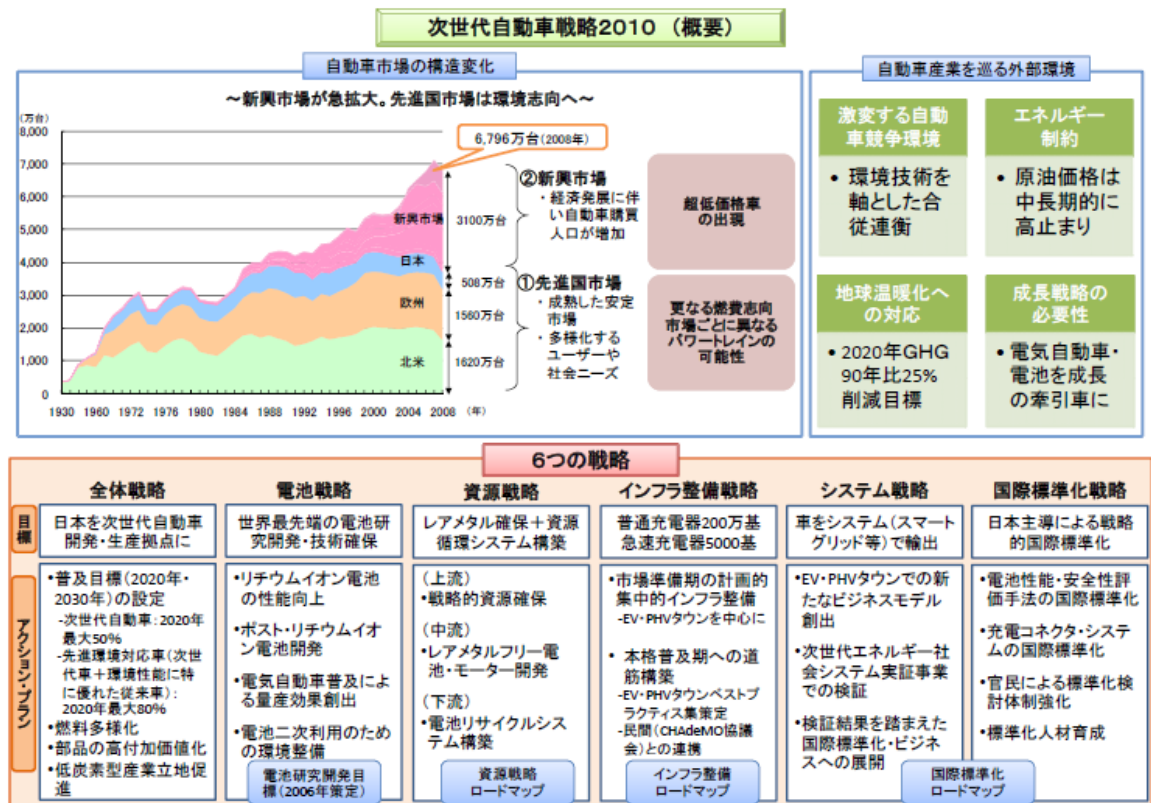 次世代自動車戦略2010 （概要）
自動車市場の構造変化
～新興市場が急拡大。先進国市場は環境志向へ～
(万台)
8,000
7,000
6,000
5,000
4,000
3,000
2,000
1,000
0
1930 1960 1972 1976 1980 1984 1988 1992 1996 2000 2004 2008 (年)
6,796万台(2008年)
新興市場
日本
欧州
北米
3100万台
508万台
1560万台
1620万台
②新興市場
・経済発展に伴
い自動車購買
人口が増加
①先進国市場
・成熟した安定
市場
・多様化する
ユーザーや
社会ニーズ
超低価格車
の出現
更なる燃費志向
市場ごとに異なる
パワートレインの
可能性
自動車産業を巡る外部環境
激変する自動
車競争環境
• 環境技術を
軸とした合
従連衡
エネルギー
制約
• 原油価格は
中長期的に
高止まり
地球温暖化へ
の対応
• 2020年GHG
90年比25%
削減目標
成長戦略の
必要性
• 電気自動車・
電池を成長
の牽引車に
6つの戦略
目標
アクション・プラン
全体戦略
日本を次世代自動車
開発・生産拠点に
•普及目標(2020年・
2030年)の設定
-次世代自動車：2020年
最大50%
-先進環境対応車(次世
代車＋環境性能に特
に優れた従来車)：
2020年最大80%
•燃料多様化
•部品の高付加価値化
•低炭素型産業立地促
進
電池戦略
世界最先端の電池研
究開発・技術確保
•リチウムイオン電池
の性能向上
•ポスト・リチウムイオ
ン電池開発
•電気自動車普及によ
る量産効果創出
•電池二次利用のため
の環境整備
電池研究開発目
標(2006年策定)
資源戦略
レアメタル確保＋資源
循環システム構築
(上流)
•戦略的資源確保
(中流)
•レアメタルフリー電
池・モーター開発
(下流)
•電池リサイクルシス
テム構築
資源戦略
ロードマップ
インフラ整備戦略
普通充電器200万基
急速充電器5000基
•市場準備期の計画的
集中的インフラ整備
-EV・PHVタウンを中心に
• 本格普及期への道
筋構築
-EV・PHVタウンベストプ
ラクティス集策定
-民間(CHAdeMO協議
会)との連携
インフラ整備
ロードマップ
システム戦略
車をシステム(スマート
グリッド等)で輸出
•EV・PHVタウンでの新
たなビジネスモデル
創出
•次世代エネルギー社
会システム実証事業
での検証
•検証結果を踏まえた
国際標準化・ビジネ
スへの展開
国際標準化戦略
日本主導による戦略
的国際標準化
•電池性能・安全性評
価手法の国際標準化
•充電コネクタ・システ
ムの国際標準化
•官民による標準化検
討体制強化
•標準化人材育成
国際標準化
ロードマップ